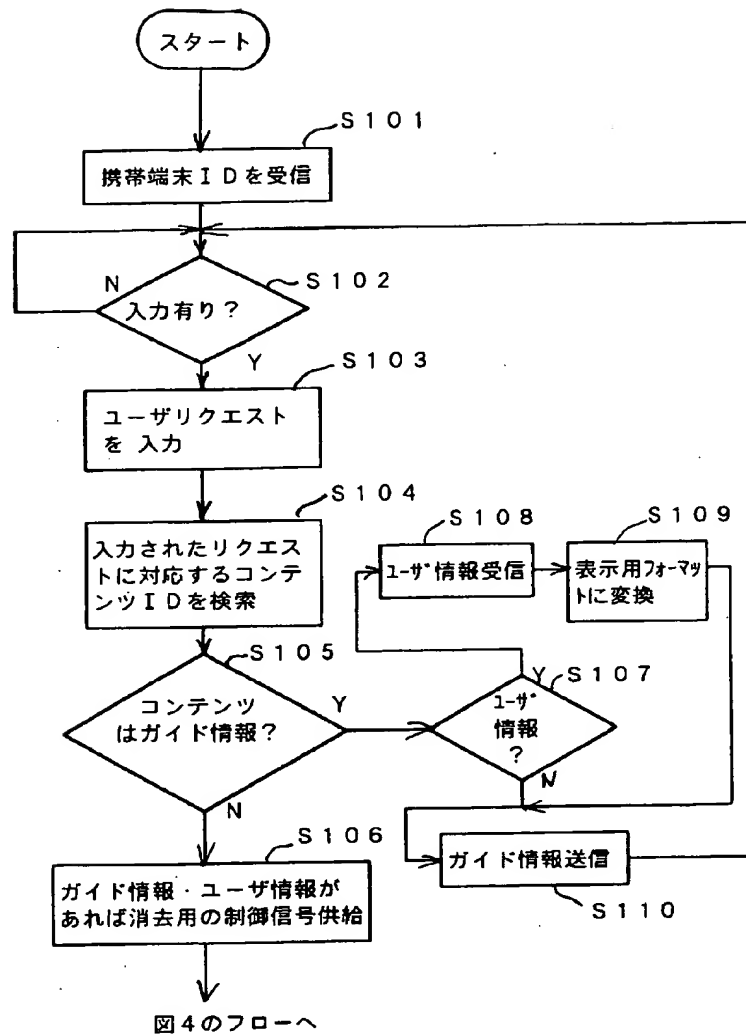 スタート
S101
携帯端末IDを受信
N
S102
入力有り?
Y
S103
ユーザリクエスト
を 入力
S104
入力されたリクエス
トに対応するコンテ
ンツIDを検索
S105
コンテンツ
はガイド情報?
Y
N
S106
ガイド情報・ユーザ情報が
あれば消去用の制御信号供給
図4のフローへ
S107
ユーザ
情報
?
Y
N
S108
ユーザ情報受信
S109
表示用フォーマッ
トに変換
ガイド情報送信
S110